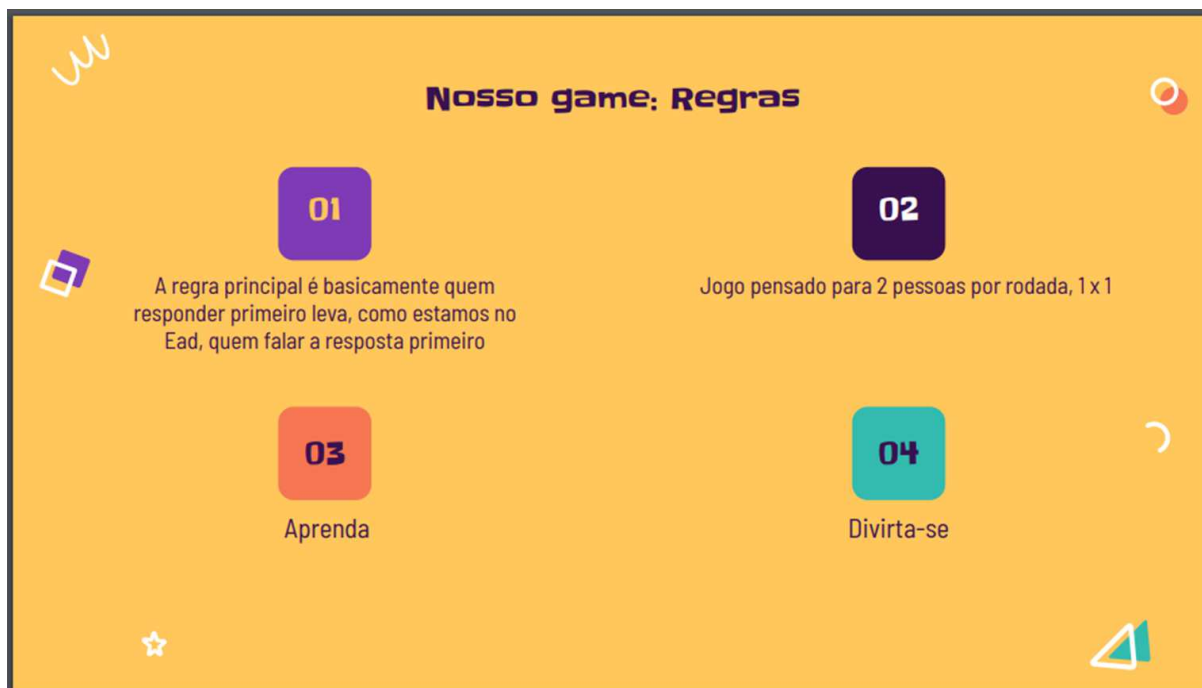 Nosso game: Regras
01
A regra principal é basicamente quem
responder primeiro leva, como estamos no
Ead, quem falar a resposta primeiro
02
Jogo pensado para 2 pessoas por rodada, 1 x 1
03
Aprenda
04
Divirta-se